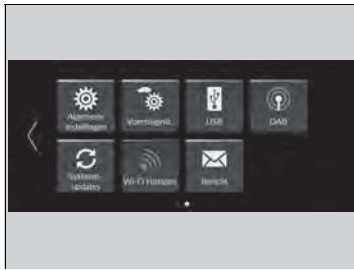 Algemene
instellingen
Voertuiginst.
USB
DAB
Systeem-
updates
Wi-Fi Hotspot
Bericht